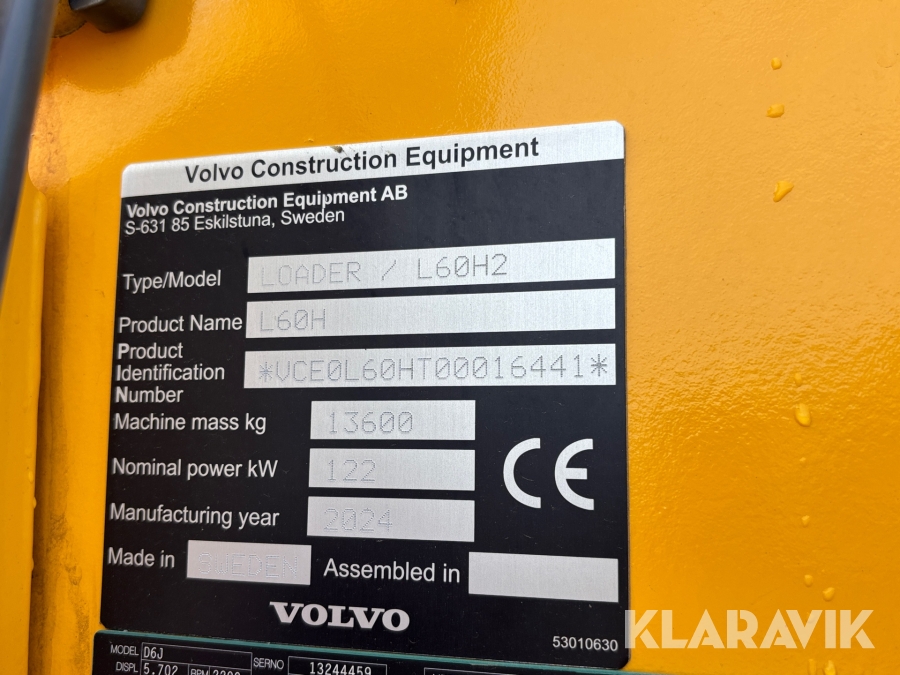 Volvo Construction Equipment
Volvo Construction Equipment AB
S-631 85 Eskilstuna, Sweden
Type/Model LOADER / L60H2
Product Name L60H
Product
Identification
Number *VCE0L60HT00016441*
Machine mass kg 13600
Nominal power kW 122
Manufacturing year 2024
Made in SWEDEN Assembled in
VOLVO
53010630
KLARAVIK
MODEL D6J
DISPL 5.702 RPM SERNO 13244459